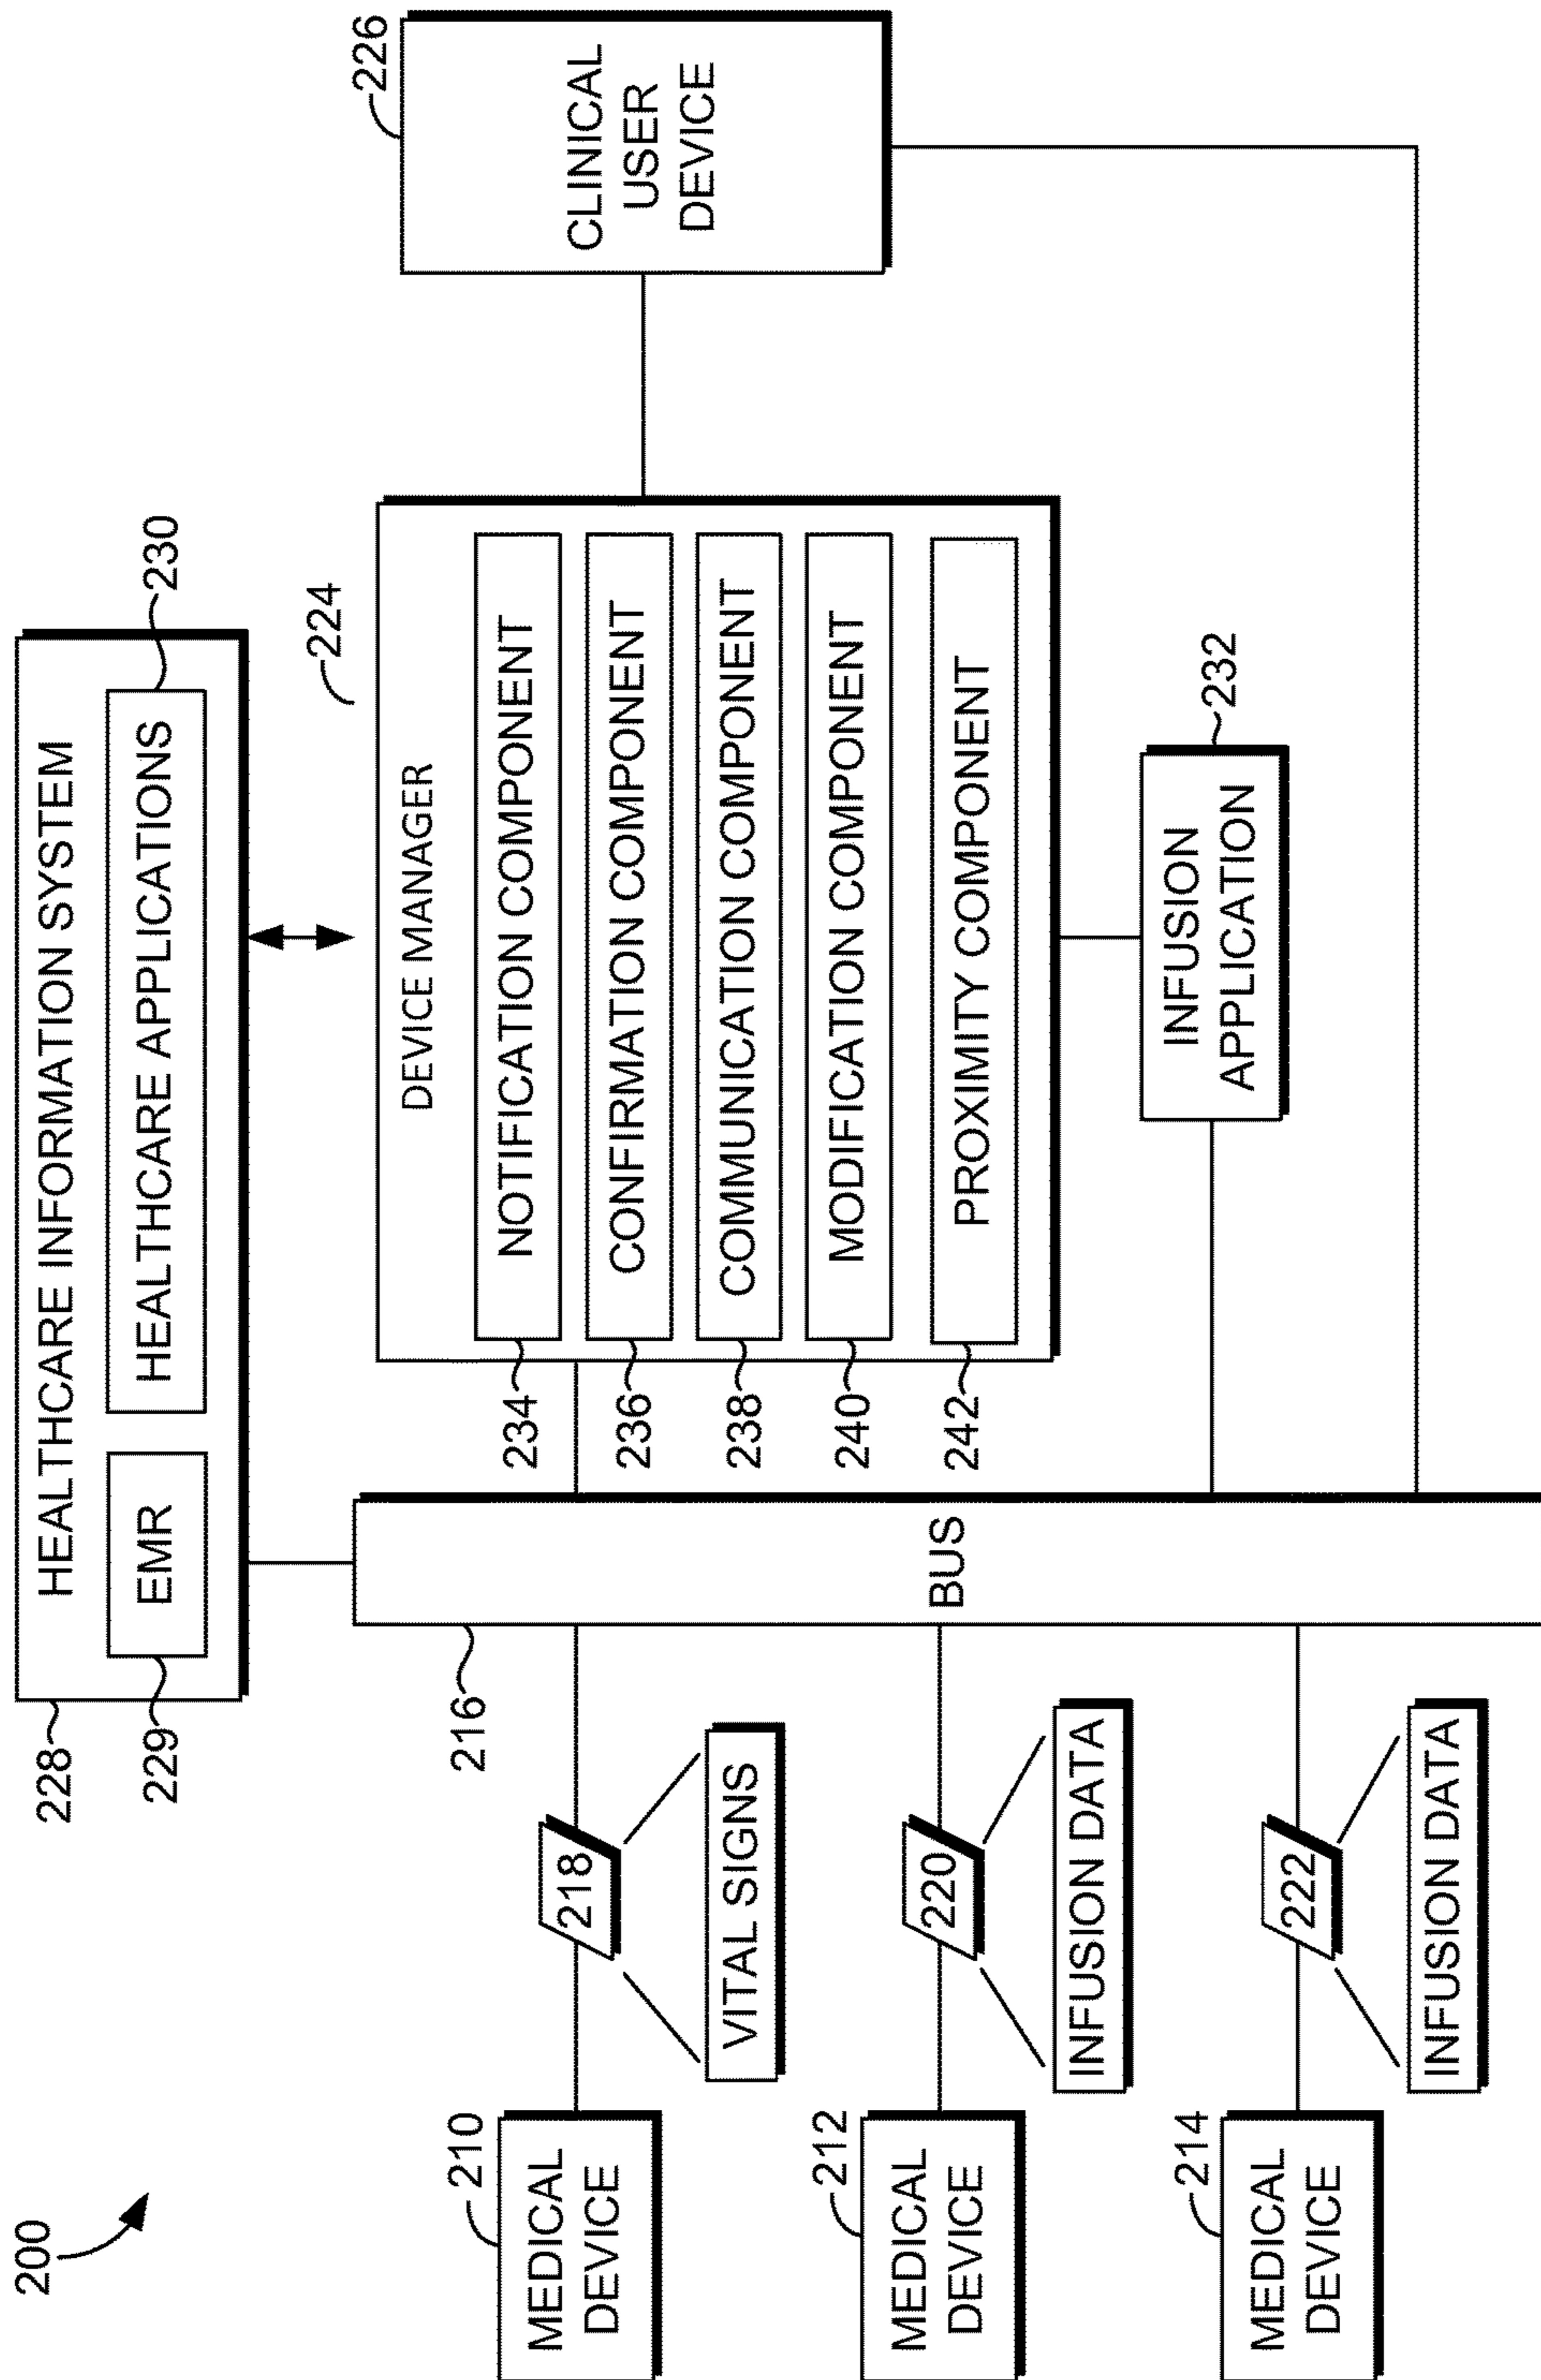 200
HEALTHCARE INFORMATION SYSTEM
228
EMR
229
HEALTHCARE APPLICATIONS
230
MEDICAL
DEVICE
210
218
VITAL SIGNS
MEDICAL
DEVICE
212
220
INFUSION DATA
MEDICAL
DEVICE
214
222
INFUSION DATA
216
BUS
224
DEVICE MANAGER
NOTIFICATION COMPONENT
234
CONFIRMATION COMPONENT
236
COMMUNICATION COMPONENT
238
MODIFICATION COMPONENT
240
PROXIMITY COMPONENT
242
INFUSION
APPLICATION
232
CLINICAL
USER
DEVICE
226